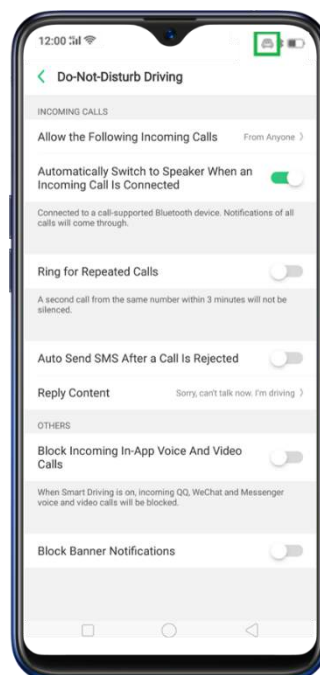 12:00
Do-Not-Disturb Driving
INCOMING CALLS
Allow the Following Incoming Calls From Anyone
Automatically Switch to Speaker When an
Incoming Call Is Connected
Connected to a call-supported Bluetooth device. Notifications of all
calls will come through.
Ring for Repeated Calls
A second call from the same number within 3 minutes will not be
silenced.
Auto Send SMS After a Call Is Rejected
Reply Content Sorry, can't talk now. I'm driving
OTHERS
Block Incoming In-App Voice And Video
Calls
When Smart Driving is on, incoming QQ, WeChat and Messenger
voice and video calls will be blocked.
Block Banner Notifications